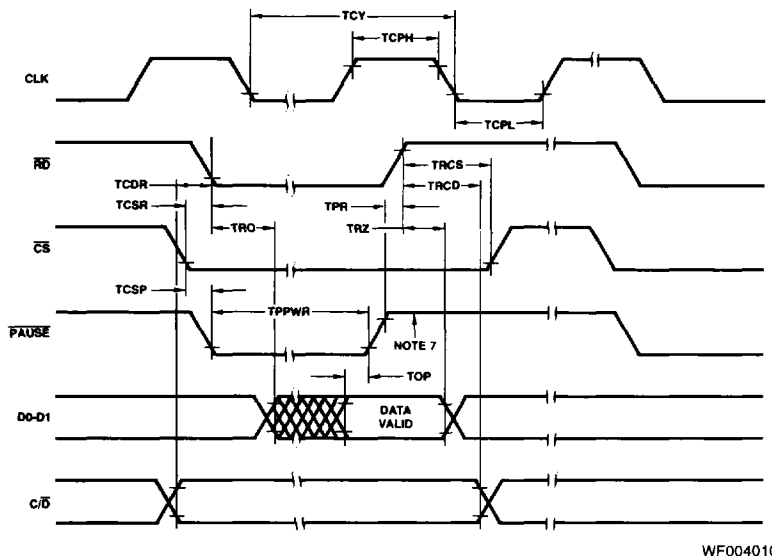 TCY
TCPH
CLK
TCPL
RD
TRCS
TCDR
TRCD
TCSR
TPR
TRO
TRZ
CS
TCSP
TPPWR
PAUSE
NOTE 7
TOP
D0-D1
DATA
VALID
C/D
WF004010